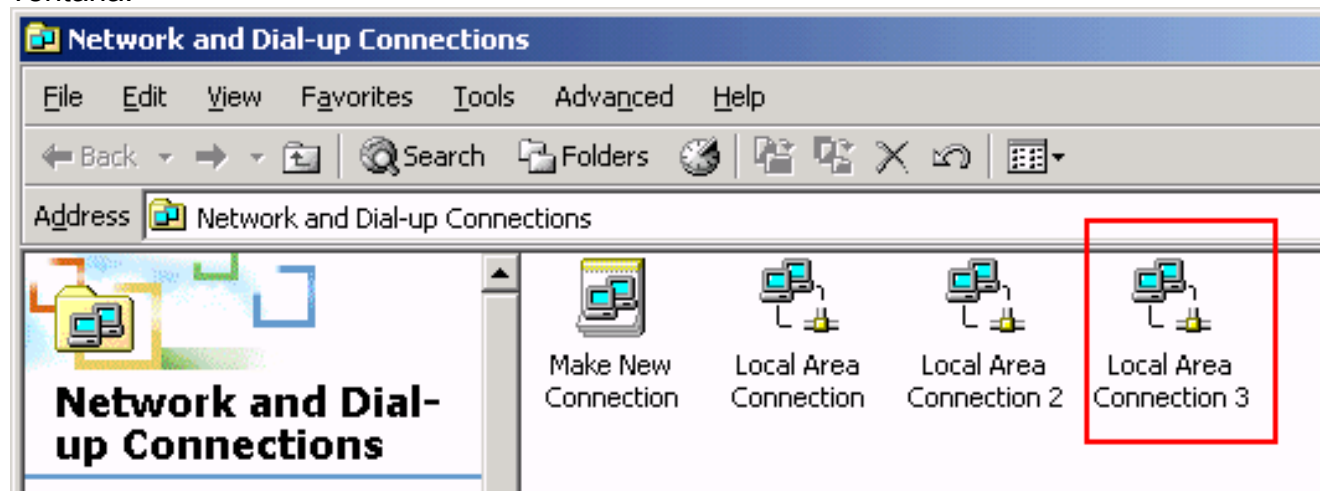 Network and Dial-up Connections
File Edit View Favorites Tools Advanced Help
Back Search Folders
Address Network and Dial-up Connections
Make New Connection
Local Area Connection
Local Area Connection 2
Local Area Connection 3
Network and Dial-
up Connections